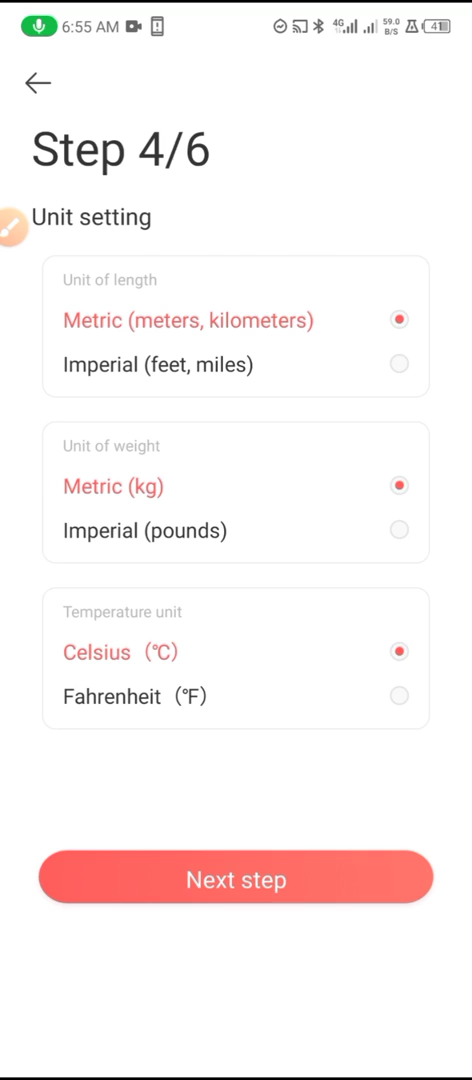 6:55 AM 4G 59.0 B/S 41
Step 4/6
Unit setting
Unit of length
Metric (meters, kilometers)
Imperial (feet, miles)
Unit of weight
Metric (kg)
Imperial (pounds)
Temperature unit
Celsius（℃）
Fahrenheit（℉）
Next step